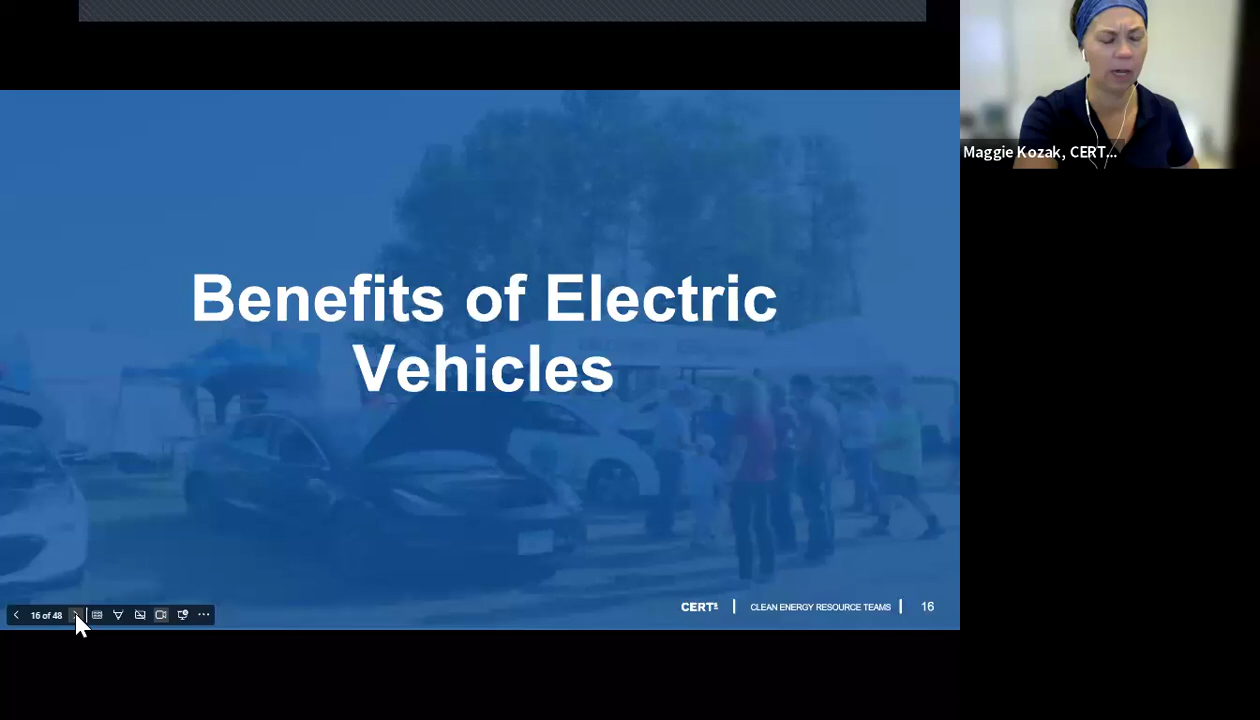 Maggie Kozak, CERT...
Benefits of Electric
Vehicles
16 of 48
CERTs | CLEAN ENERGY RESOURCE TEAMS | 16